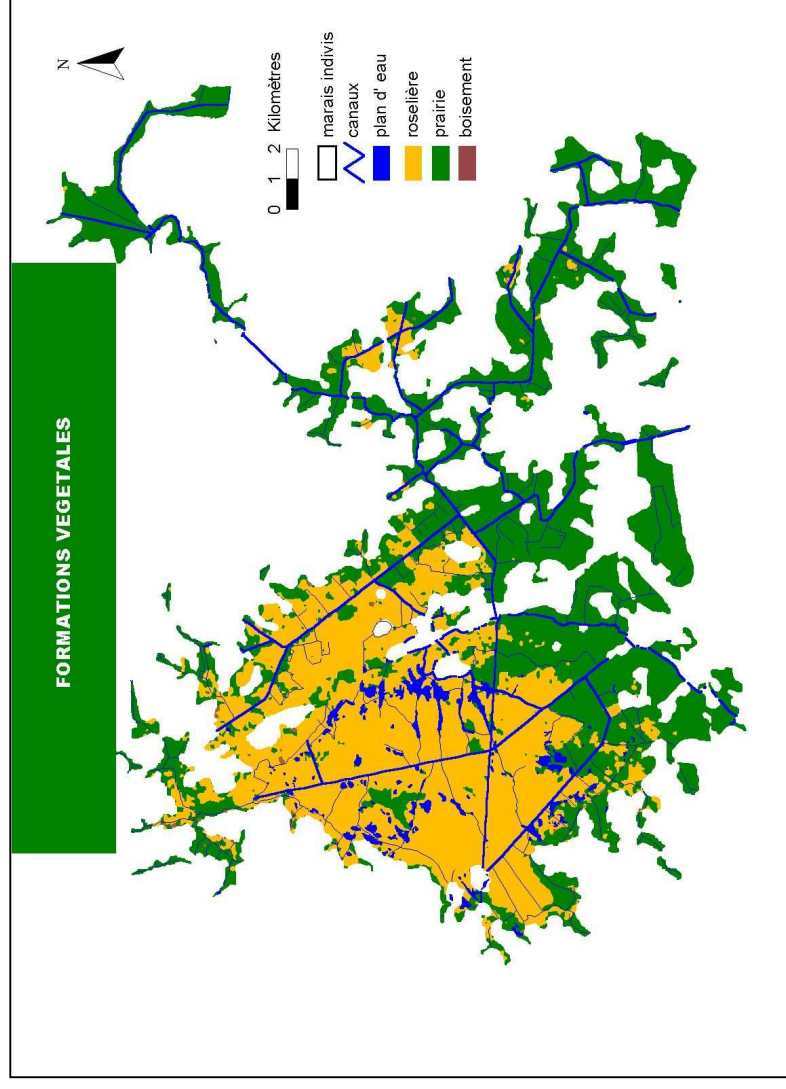 FORMATIONS VEGETALES
N
0 1 2 Kilomètres
marais indivis
canaux
plan d' eau
roselière
prairie
boisement